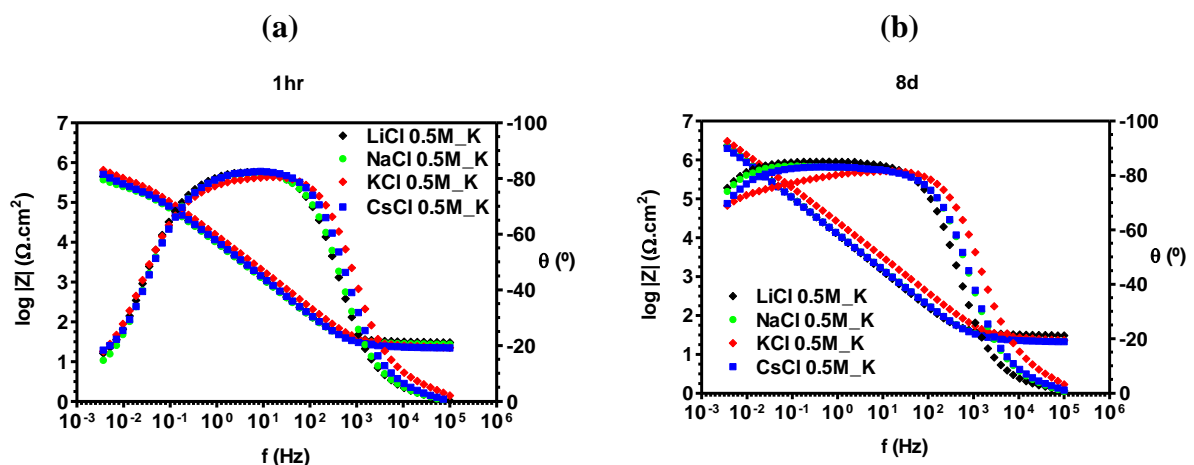 (a)
(b)
1hr
8d
log |Z| (Ω.cm²)
7
6
5
4
3
2
1
0
LiCl 0.5M_K
NaCl 0.5M_K
KCl 0.5M_K
CsCl 0.5M_K
-100
-80
-60
-40
-20
0
θ (º)
10⁻³ 10⁻² 10⁻¹ 10⁰ 10¹ 10² 10³ 10⁴ 10⁵
f (Hz)
log |Z| (Ω.cm²)
7
6
5
4
3
2
1
0
LiCl 0.5M_K
NaCl 0.5M_K
KCl 0.5M_K
CsCl 0.5M_K
-100
-80
-60
-40
-20
0
θ (º)
10⁻³ 10⁻² 10⁻¹ 10⁰ 10¹ 10² 10³ 10⁴ 10⁵
f (Hz)